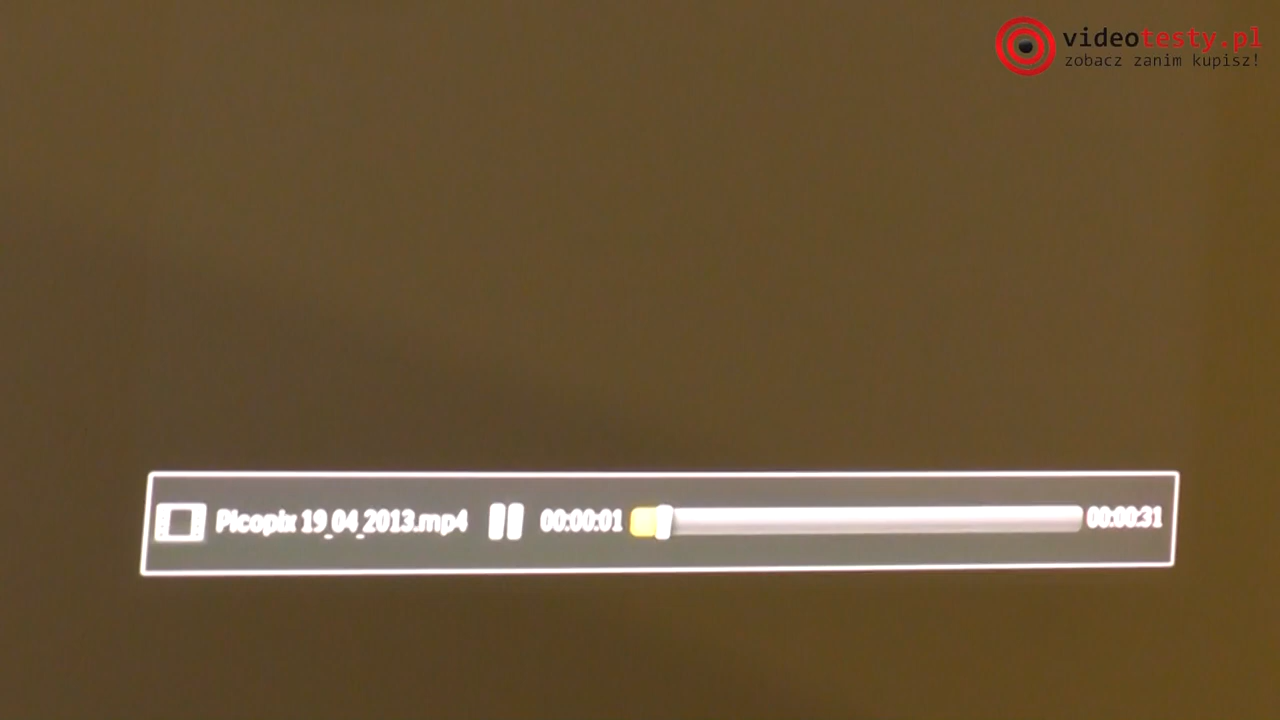 videotesty.pl
zobacz zanim kupisz!
Picopix 19_04_2013.mp4 00:00:01 00:00:31